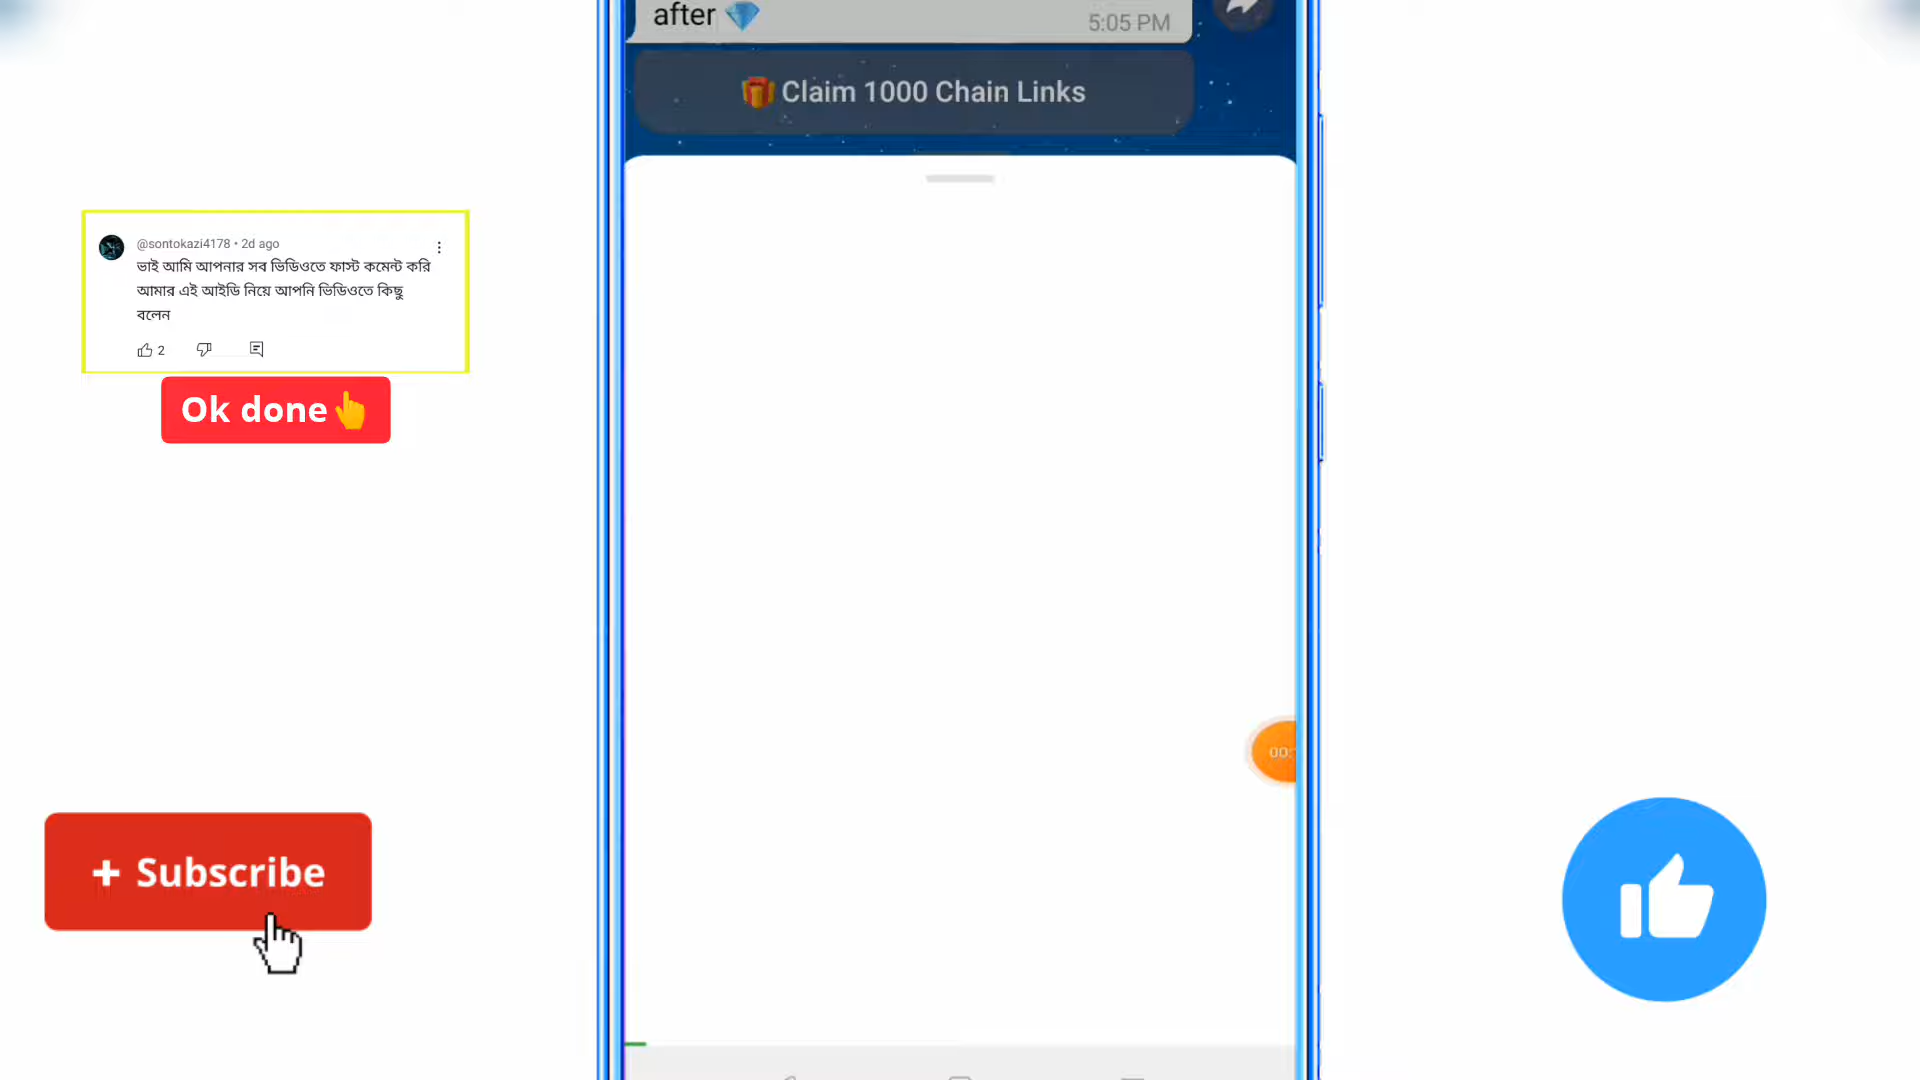 after 💎
5:05 PM
🎁 Claim 1000 Chain Links
@sontokazi4178 • 2d ago
ভাই আমি আপনার সব ভিডিওতে ফাস্ট কমেন্ট করি
আমার এই আইডি নিয়ে আপনি ভিডিওতে কিছু
বলেন
2
Ok done👆
00:
+ Subscribe